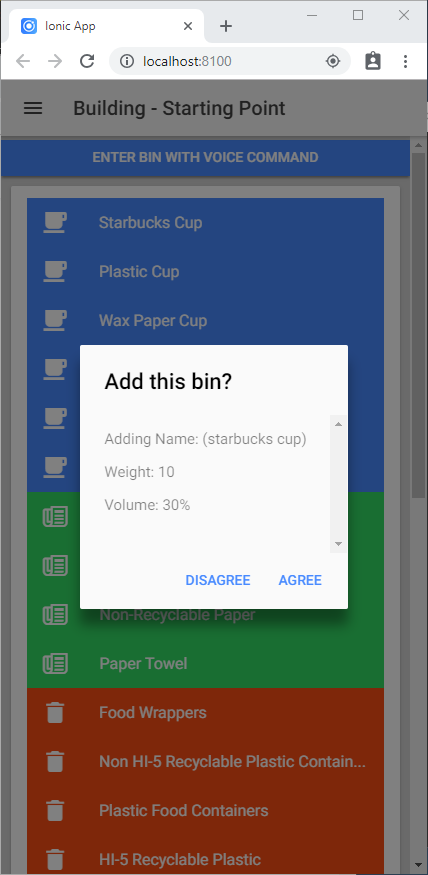 Ionic App
localhost:8100
Building - Starting Point
ENTER BIN WITH VOICE COMMAND
Starbucks Cup
Plastic Cup
Wax Paper Cup
Add this bin?
Adding Name: (starbucks cup)
Weight: 10
Volume: 30%
DISAGREE AGREE
Non-Recyclable Paper
Paper Towel
Food Wrappers
Non HI-5 Recyclable Plastic Contain...
Plastic Food Containers
HI-5 Recyclable Plastic